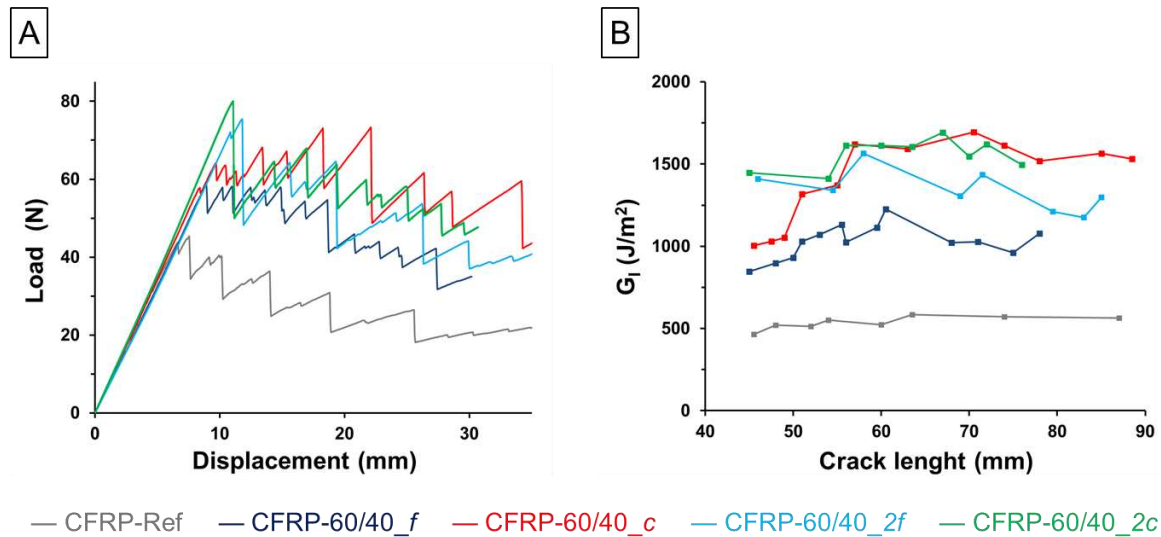 A
B
Load (N)
80
60
40
20
0
0 10 20 30
Displacement (mm)
G_I (J/m²)
2000
1500
1000
500
0
40 50 60 70 80 90
Crack lenght (mm)
CFRP-Ref CFRP-60/40_f CFRP-60/40_c CFRP-60/40_2f CFRP-60/40_2c